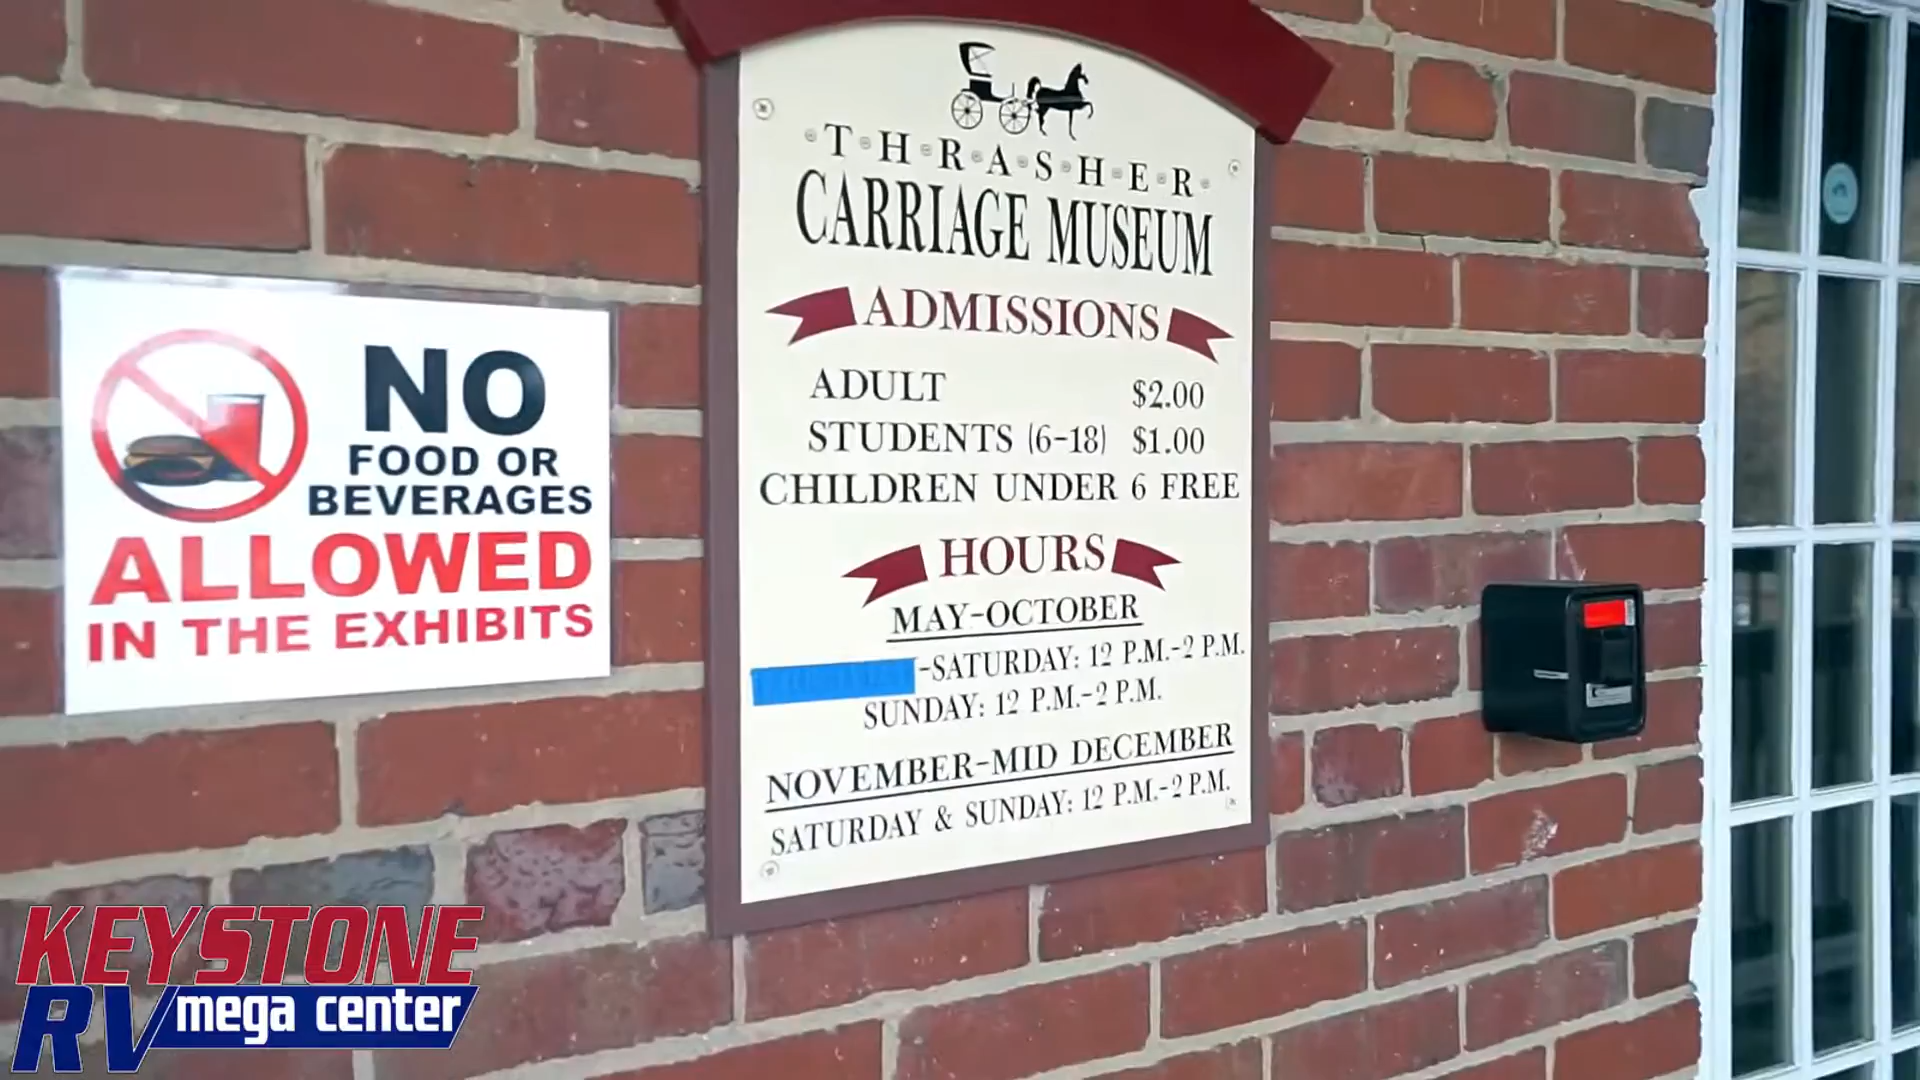 NO
FOOD OR
BEVERAGES
ALLOWED
IN THE EXHIBITS
THRASHER
CARRIAGE MUSEUM
ADMISSIONS
ADULT $2.00
STUDENTS (6-18) $1.00
CHILDREN UNDER 6 FREE
HOURS
MAY-OCTOBER
-SATURDAY: 12 P.M.-2 P.M.
SUNDAY: 12 P.M.-2 P.M.
NOVEMBER-MID DECEMBER
SATURDAY & SUNDAY: 12 P.M.-2 P.M.
KEYSTONE
RV mega center